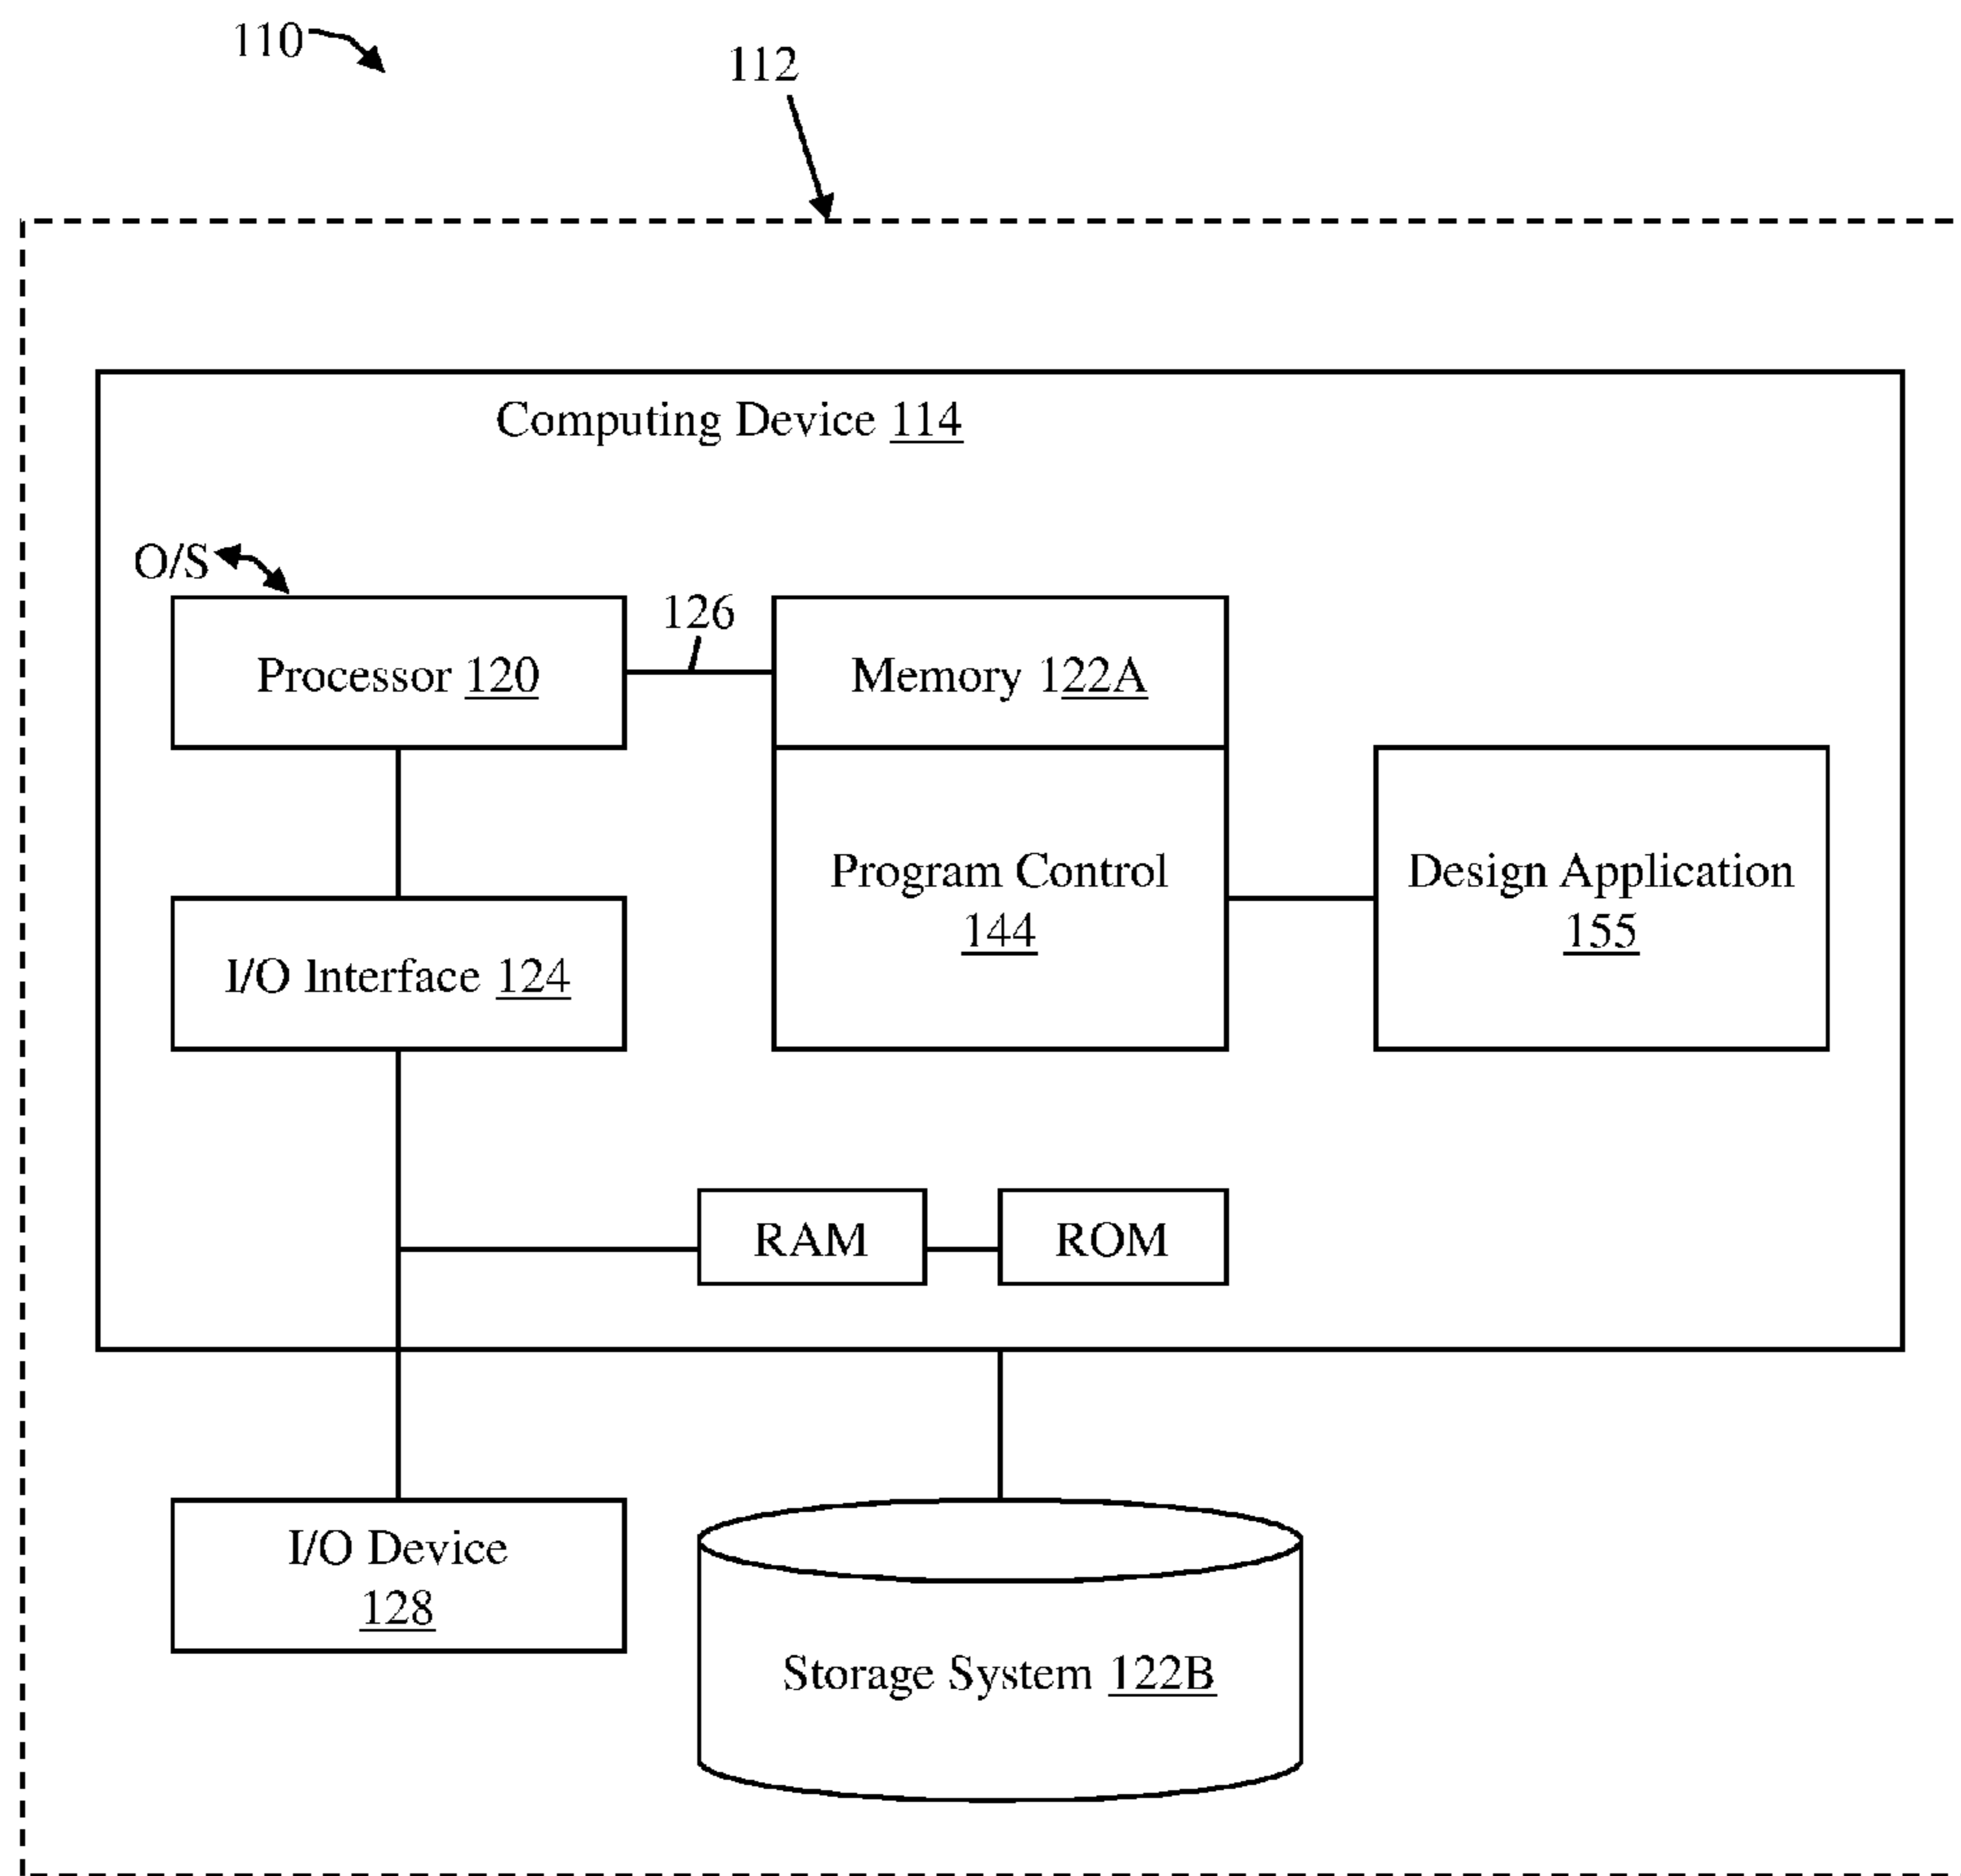 110
112
Computing Device 114
O/S
126
Processor 120
Memory 122A
Program Control
144
Design Application
155
I/O Interface 124
RAM
ROM
I/O Device
128
Storage System 122B